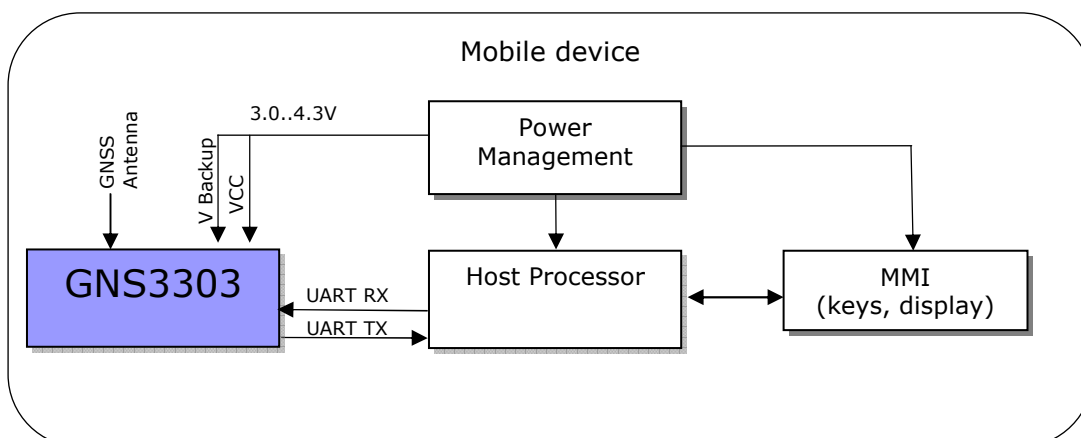 Mobile device
3.0..4.3V
GNSS
Antenna
V Backup
VCC
Power
Management
GNS3303
UART RX
UART TX
Host Processor
MMI
(keys, display)